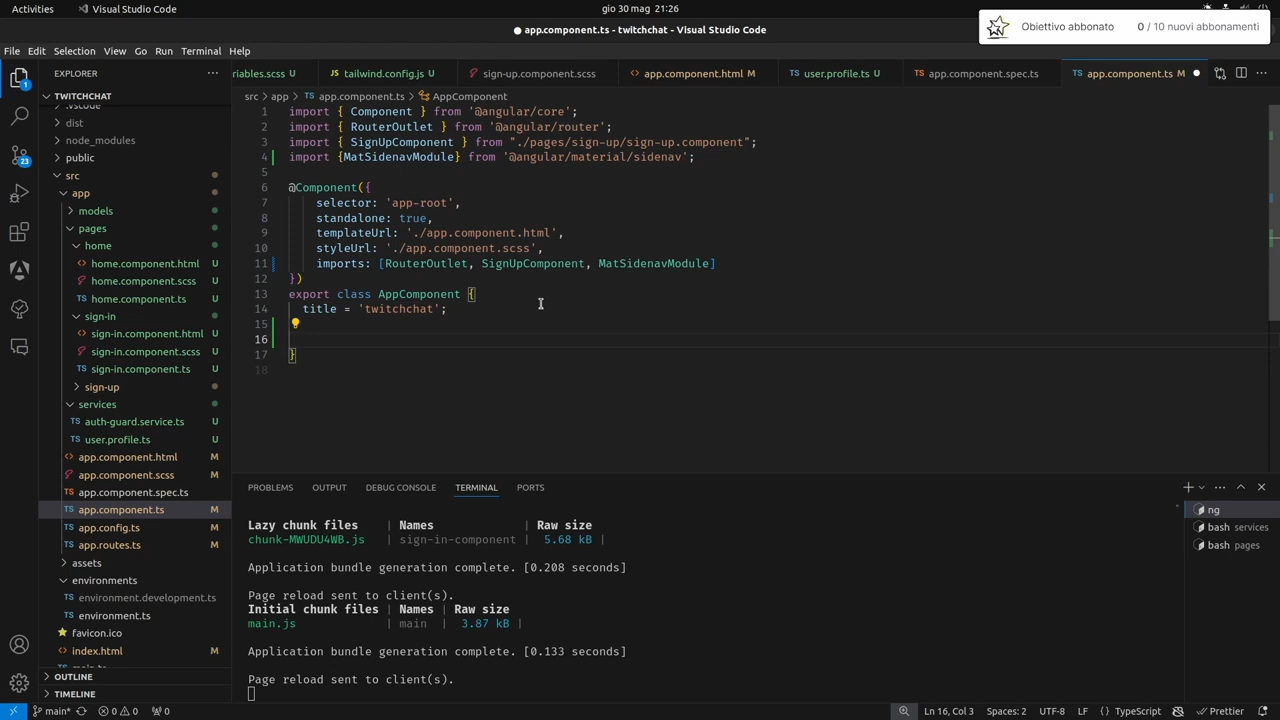 Activities
Visual Studio Code
gio 30 mag 21:26
Obiettivo abbonato
0 / 10 nuovi abbonamenti
app.component.ts - twitchchat - Visual Studio Code
File Edit Selection View Go Run Terminal Help
EXPLORER
riables.scss U
tailwind.config.js U
sign-up.component.scss
app.component.html M
user.profile.ts U
app.component.spec.ts
app.component.ts M
src > app > app.component.ts > AppComponent
TWITCHCHAT
.vscode
dist
node_modules
public
src
app
models
pages
home
home.component.html U
home.component.scss U
home.component.ts U
sign-in
sign-in.component.html U
sign-in.component.scss U
sign-in.component.ts U
sign-up
services
auth-guard.service.ts U
user.profile.ts U
app.component.html M
app.component.scss M
app.component.spec.ts
app.component.ts M
app.config.ts M
app.routes.ts M
assets
environments
environment.development.ts
environment.ts
favicon.ico
index.html M
main.ts
OUTLINE
TIMELINE
1 import { Component } from '@angular/core';
2 import { RouterOutlet } from '@angular/router';
3 import { SignUpComponent } from "./pages/sign-up/sign-up.component";
4 import {MatSidenavModule} from '@angular/material/sidenav';
5
6 @Component({
7 selector: 'app-root',
8 standalone: true,
9 templateUrl: './app.component.html',
10 styleUrl: './app.component.scss',
11 imports: [RouterOutlet, SignUpComponent, MatSidenavModule]
12 })
13 export class AppComponent {
14 title = 'twitchchat';
15
16
17 }
18
PROBLEMS OUTPUT DEBUG CONSOLE TERMINAL PORTS
Lazy chunk files | Names | Raw size
chunk-MWUDU4WB.js | sign-in-component | 5.68 kB |
Application bundle generation complete. [0.208 seconds]
Page reload sent to client(s).
Initial chunk files | Names | Raw size
main.js | main | 3.87 kB |
Application bundle generation complete. [0.133 seconds]
Page reload sent to client(s).
ng
bash services
bash pages
1
23
main* 0 0 0 Ln 16, Col 3 Spaces: 2 UTF-8 LF {} TypeScript Prettier